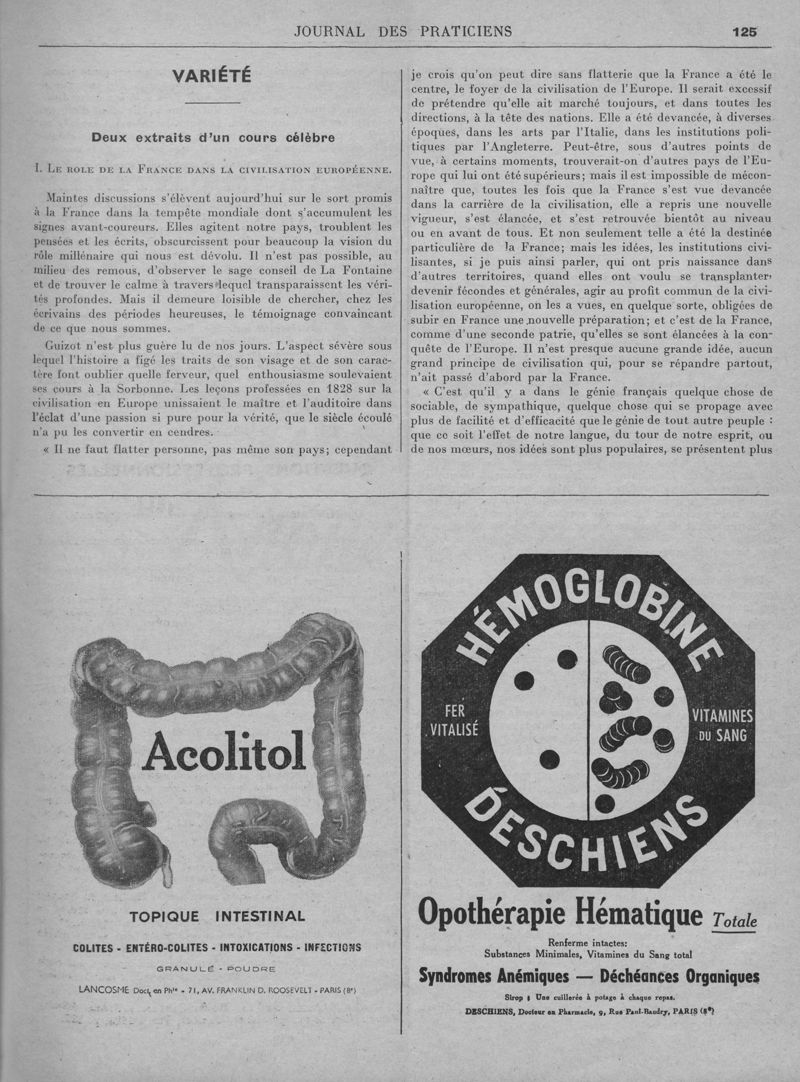 JOURNAL DES PRATICIENS 125
VARIÉTÉ
Deux extraits d'un cours célèbre
I. LE ROLE DE LA FRANCE DANS LA CIVILISATION EUROPÉENNE.
Maintes discussions s'élèvent aujourd'hui sur le sort promis
à la France dans la tempête mondiale dont s'accumulent les
signes avant-coureurs. Elles agitent notre pays, troublent les
pensées et les écrits, obscurcissent pour beaucoup la vision du
rôle millénaire qui nous est dévolu. Il n'est pas possible, au
milieu des remous, d'observer le sage conseil de La Fontaine
et de trouver le calme à travers lequel transparaissent les véri-
tés profondes. Mais il demeure loisible de chercher, chez les
écrivains des périodes heureuses, le témoignage convaincant
de ce que nous sommes.
Guizot n'est plus guère lu de nos jours. L'aspect sévère sous
lequel l'histoire a figé les traits de son visage et de son carac-
tère font oublier quelle ferveur, quel enthousiasme soulevaient
ses cours à la Sorbonne. Les leçons professées en 1828 sur la
civilisation en Europe unissaient le maître et l'auditoire dans
l'éclat d'une passion si pure pour la vérité, que le siècle écoulé
n'a pu les convertir en cendres.
« Il ne faut flatter personne, pas même son pays; cependant
je crois qu'on peut dire sans flatterie que la France a été le
centre, le foyer de la civilisation de l'Europe. Il serait excessif
de prétendre qu'elle ait marché toujours, et dans toutes les
directions, à la tête des nations. Elle a été devancée, à diverses
époques, dans les arts par l'Italie, dans les institutions poli-
tiques par l'Angleterre. Peut-être, sous d'autres points de
vue, à certains moments, trouverait-on d'autres pays de l'Eu-
rope qui lui ont été supérieurs; mais il est impossible de mécon-
naître que, toutes les fois que la France s'est vue devancée
dans la carrière de la civilisation, elle a repris une nouvelle
vigueur, s'est élancée, et s'est retrouvée bientôt au niveau
ou en avant de tous. Et non seulement telle a été la destinée
particulière de la France; mais les idées, les institutions civi-
lisantes, si je puis ainsi parler, qui ont pris naissance dans
d'autres territoires, quand elles ont voulu se transplanter,
devenir fécondes et générales, agir au profit commun de la civi-
lisation européenne, on les a vues, en quelque sorte, obligées de
subir en France une nouvelle préparation; et c'est de la France,
comme d'une seconde patrie, qu'elles se sont élancées à la con-
quête de l'Europe. Il n'est presque aucune grande idée, aucun
grand principe de civilisation qui, pour se répandre partout,
n'ait passé d'abord par la France.
« C'est qu'il y a dans le génie français quelque chose de
sociable, de sympathique, quelque chose qui se propage avec
plus de facilité et d'efficacité que le génie de tout autre peuple :
que ce soit l'effet de notre langue, du tour de notre esprit, ou
de nos mœurs, nos idées sont plus populaires, se présentent plus
Acolitol
TOPIQUE INTESTINAL
COLITES - ENTÉRO-COLITES - INTOXICATIONS - INFECTIONS
GRANULÉ - POUDRE
LANCOSME Doct. en Phie - 71, AV. FRANKLIN D. ROOSEVELT - PARIS (8e)
HÉMOGLOBINE
FER
VITALISÉ
VITAMINES
DU SANG
DESCHIENS
Opothérapie Hématique Totale
Renferme intactes:
Substances Minimales, Vitamines du Sang total
Syndromes Anémiques — Déchéances Organiques
Sirop : Une cuillerée à potage à chaque repas.
DESCHIENS, Docteur en Pharmacie, 9, Rue Paul-Baudry, PARIS (8e)